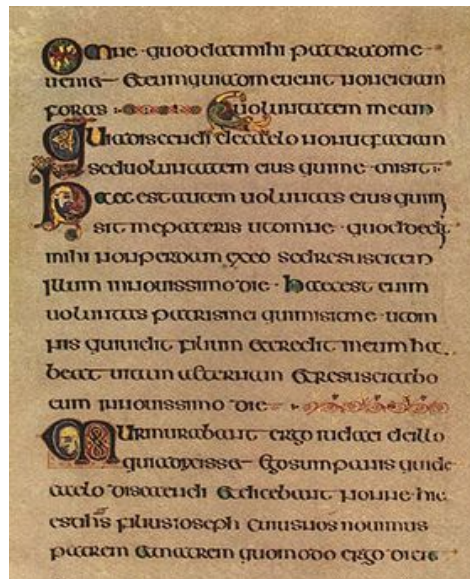 Omne · quod dat mihi pater ad me
ueniet Et eum qui ad me uenit non eiciam
foras · uoluntatem meam
Quia discendi de caelo non ut faciam
sed uoluntatem eius qui me · misit :
haec est autem uoluntas eius qui mi
sit me pateris ut omne · quod dedit
mihi non perdam ex eo sed resuscitem
illum in nouissimo die · haec est enim
uoluntas patris mei qui misit me · ut om
nis qui uidit filium Et credit in eum ha
beat uitam aeternam Et resuscitabo
eum in nouissimo die
Murmurabant ergo iudaei de illo
quia dixisset Ego sum panis qui de
caelo discendi Et dicebant nonne hic
est ihs filius ioseph cuius nos nouimus
patrem Et matrem quomodo ergo dicit